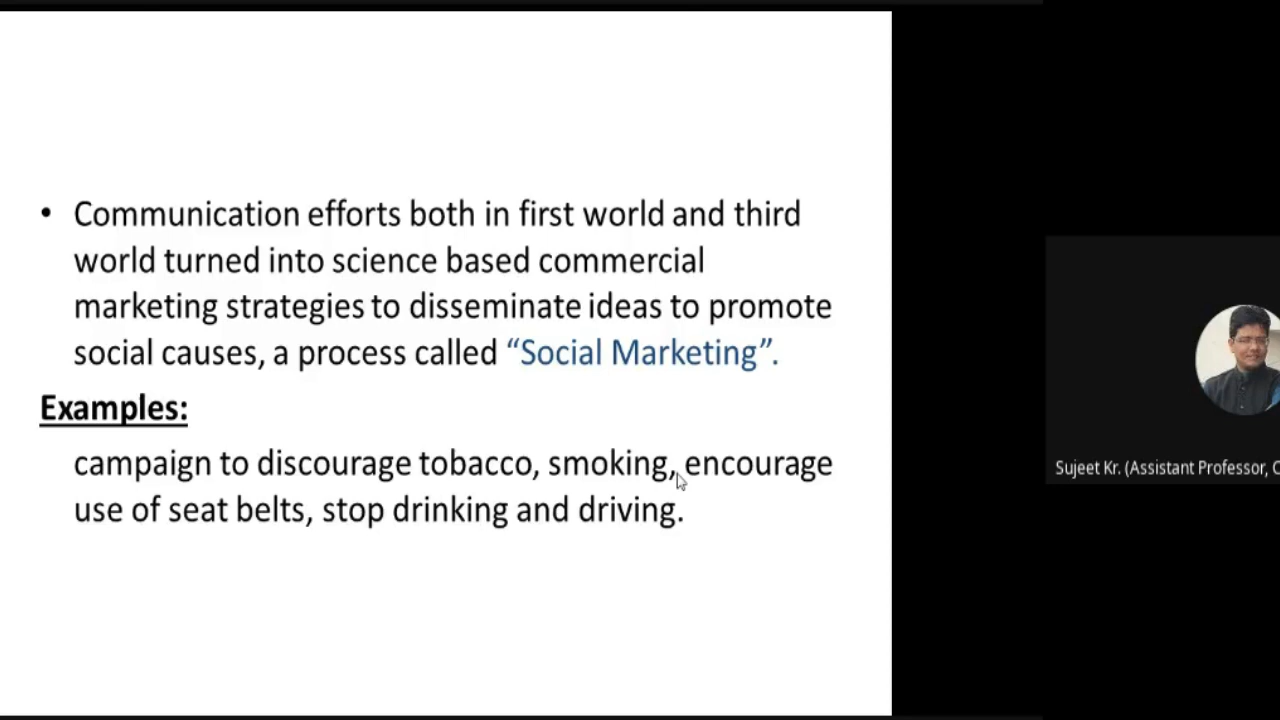 • Communication efforts both in first world and third
world turned into science based commercial
marketing strategies to disseminate ideas to promote
social causes, a process called “Social Marketing”.
Examples:
campaign to discourage tobacco, smoking, encourage
use of seat belts, stop drinking and driving.
Sujeet Kr. (Assistant Professor, C